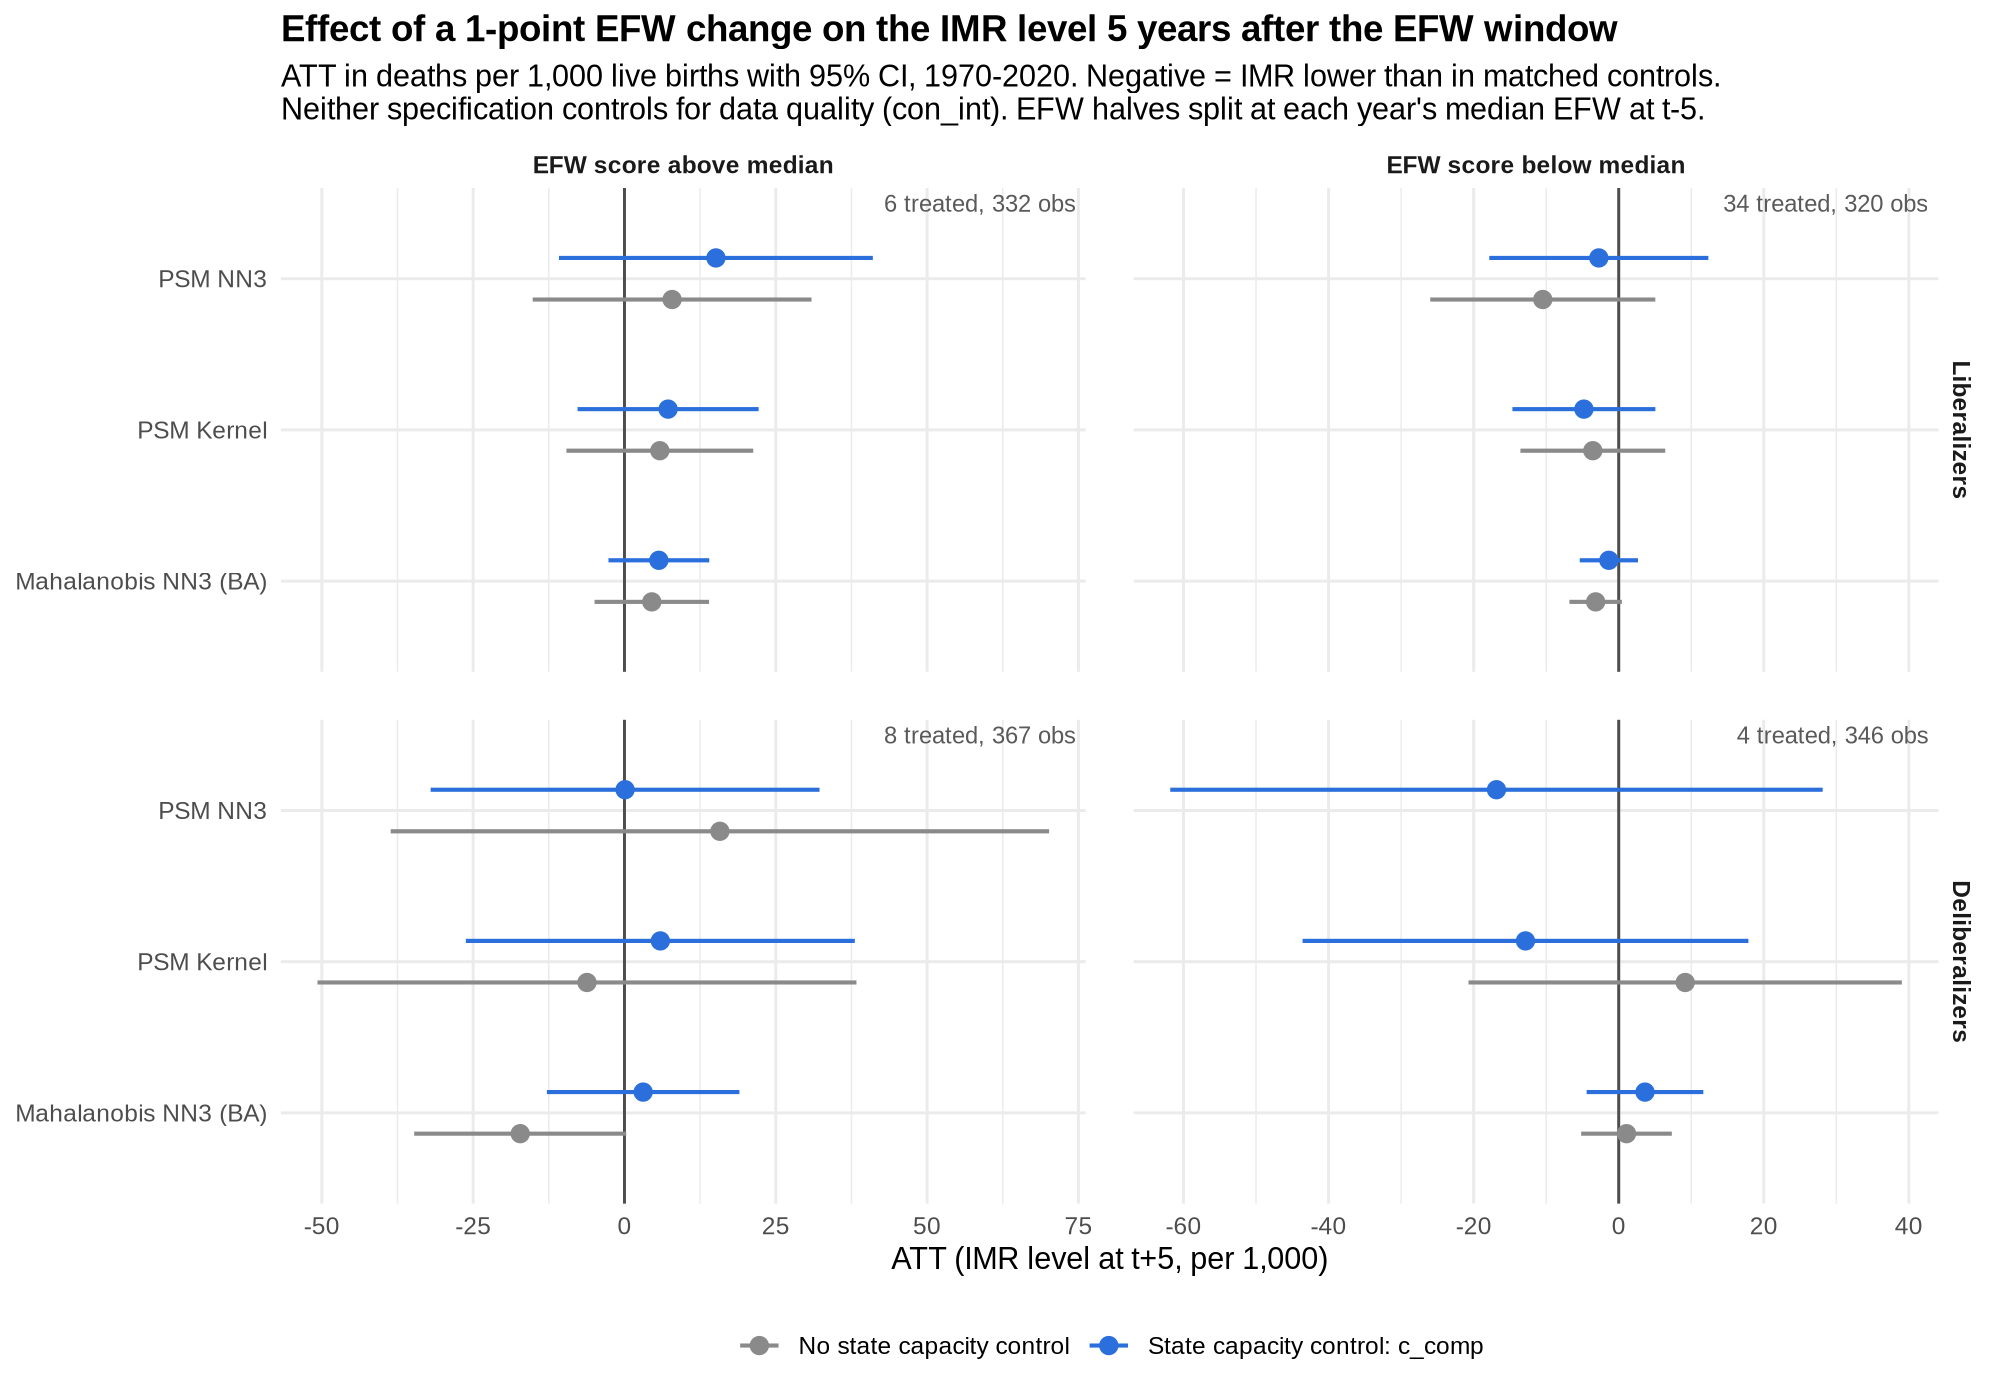 Effect of a 1-point EFW change on the IMR level 5 years after the EFW window
ATT in deaths per 1,000 live births with 95% CI, 1970-2020. Negative = IMR lower than in matched controls.
Neither specification controls for data quality (con_int). EFW halves split at each year's median EFW at t-5.
EFW score above median
EFW score below median
6 treated, 332 obs
34 treated, 320 obs
PSM NN3
PSM Kernel
Mahalanobis NN3 (BA)
Liberalizers
8 treated, 367 obs
4 treated, 346 obs
PSM NN3
PSM Kernel
Mahalanobis NN3 (BA)
Deliberalizers
-50 -25 0 25 50 75
-60 -40 -20 0 20 40
ATT (IMR level at t+5, per 1,000)
No state capacity control
State capacity control: c_comp